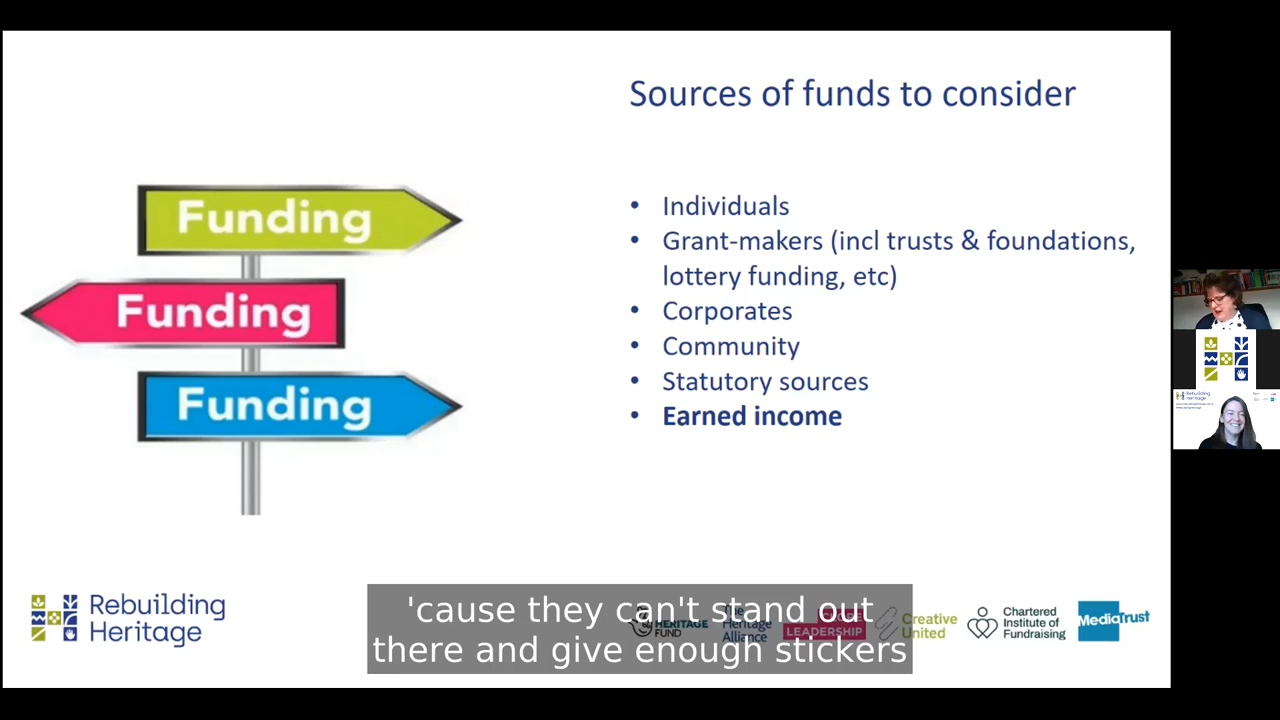 Sources of funds to consider
Funding
Funding
Funding
• Individuals
• Grant-makers (incl trusts & foundations,
lottery funding, etc)
• Corporates
• Community
• Statutory sources
• Earned income
Rebuilding
Heritage
HERITAGE
FUND
Heritage
Alliance
LEADERSHIP
Creative
United
Chartered
Institute of
Fundraising
MediaTrust
'cause they can't stand out
there and give enough stickers
Rebuilding
Heritage